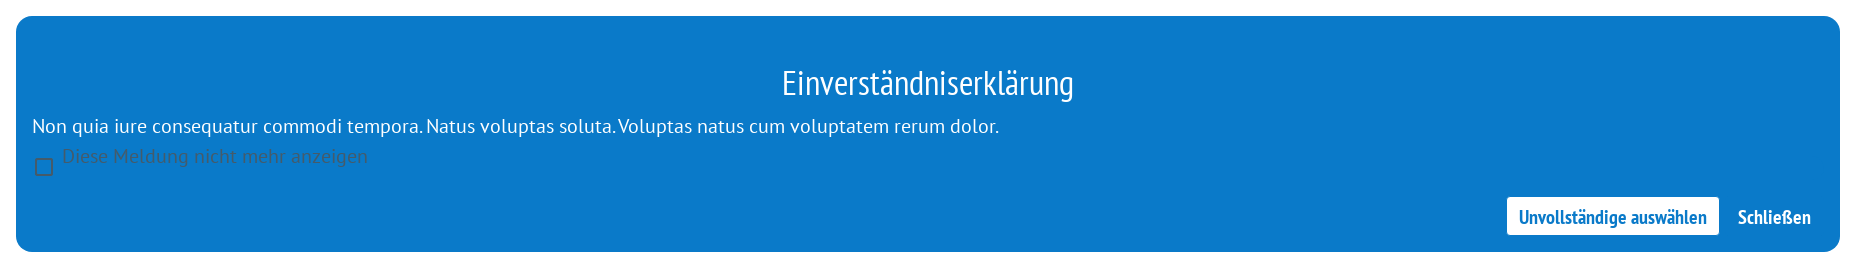 Einverständniserklärung
Non quia iure consequatur commodi tempora. Natus voluptas soluta. Voluptas natus cum voluptatem rerum dolor.
Diese Meldung nicht mehr anzeigen
Unvollständige auswählen Schließen